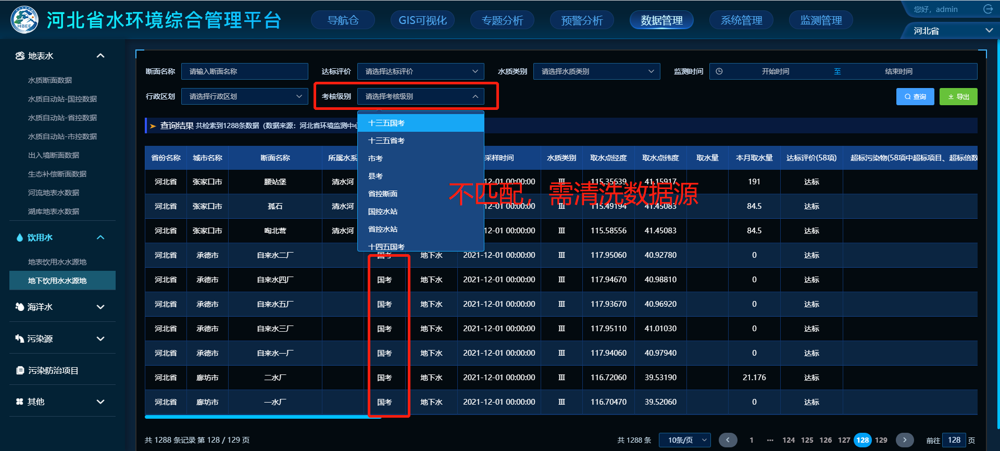 HBEF
河北省水环境综合管理平台
导航仓 GIS可视化 专题分析 预警分析 数据管理 系统管理 监测管理
您好，admin
河北省
地表水
水质断面数据
水质自动站-国控数据
水质自动站-省控数据
水质自动站-市控数据
出入境断面数据
生态补偿断面数据
河流地表水数据
湖库地表水数据
饮用水
地表饮用水水源地
地下饮用水水源地
海洋水
污染源
污染防治项目
其他
断面名称 请输入断面名称 达标评价 请选择达标评价 水质类别 请选择水质类别 监测时间 开始时间 至 结束时间
行政区划 请选择行政区划 考核级别 请选择考核级别 查询 导出
十三五国考
十三五省考
市考
县考
省控断面
国控水站
省控水站
十四五国考
查询结果 共检索到1288条数据（数据来源：河北省环境监测中心
不匹配，需清洗数据源
省份名称 城市名称 断面名称 所属水系 采样时间 水质类别 取水点经度 取水点纬度 取水量 本月取水量 达标评价(58项) 超标污染物(58项中超标项目、超标倍数
河北省 张家口市 腰站堡 清水河 12-01 00:00:00 III 115.35639 41.15917 191 达标
河北省 张家口市 孤石 清水河 12-01 00:00:00 III 115.49194 41.45083 84.5 达标
河北省 张家口市 啕北营 清水河 12-01 00:00:00 III 115.58556 41.45083 84.5 达标
河北省 承德市 自来水二厂 国考 地下水 2021-12-01 00:00:00 III 117.95060 40.92780 0 达标
河北省 承德市 自来水四厂 国考 地下水 2021-12-01 00:00:00 III 117.94670 40.98810 0 达标
河北省 承德市 自来水五厂 国考 地下水 2021-12-01 00:00:00 III 117.93670 40.96920 0 达标
河北省 承德市 自来水三厂 国考 地下水 2021-12-01 00:00:00 III 117.95110 41.01030 0 达标
河北省 承德市 自来水一厂 国考 地下水 2021-12-01 00:00:00 III 117.94060 40.97940 0 达标
河北省 廊坊市 二水厂 国考 地下水 2021-12-01 00:00:00 III 116.72060 39.53190 21.176 达标
河北省 廊坊市 一水厂 国考 地下水 2021-12-01 00:00:00 III 116.70470 39.52060 0 达标
共 1288 条记录 第 128 / 129 页 共 1288 条 10条/页 1 ··· 124 125 126 127 128 129 前往 128 页